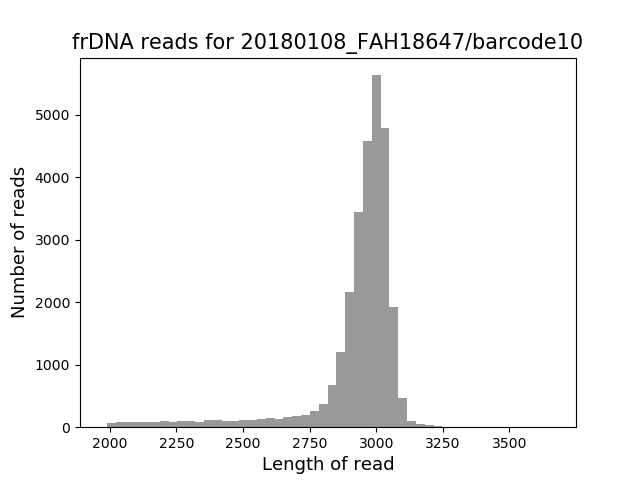 frDNA reads for 20180108_FAH18647/barcode10
5000
4000
3000
2000
1000
0
Number of reads
2000 2250 2500 2750 3000 3250 3500
Length of read